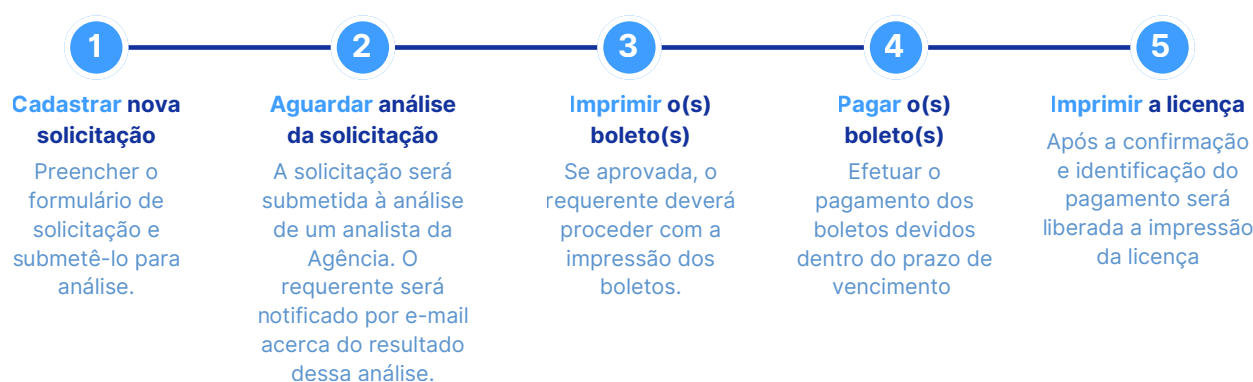 1
2
3
4
5
Cadastrar nova
solicitação
Preencher o
formulário de
solicitação e
submetê-lo para
análise.
Aguardar análise
da solicitação
A solicitação será
submetida à análise
de um analista da
Agência. O
requerente será
notificado por e-mail
acerca do resultado
dessa análise.
Imprimir o(s)
boleto(s)
Se aprovada, o
requerente deverá
proceder com a
impressão dos
boletos.
Pagar o(s)
boleto(s)
Efetuar o
pagamento dos
boletos devidos
dentro do prazo de
vencimento
Imprimir a licença
Após a confirmação
e identificação do
pagamento será
liberada a impressão
da licença